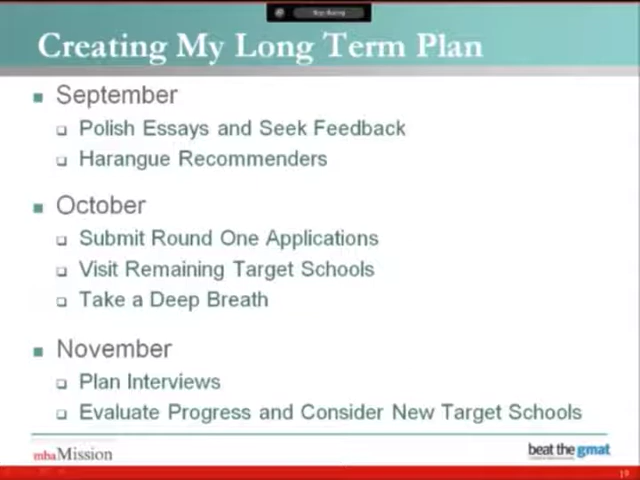 Creating My Long Term Plan
September
Polish Essays and Seek Feedback
Harangue Recommenders
October
Submit Round One Applications
Visit Remaining Target Schools
Take a Deep Breath
November
Plan Interviews
Evaluate Progress and Consider New Target Schools
mbaMission
beat the gmat
19